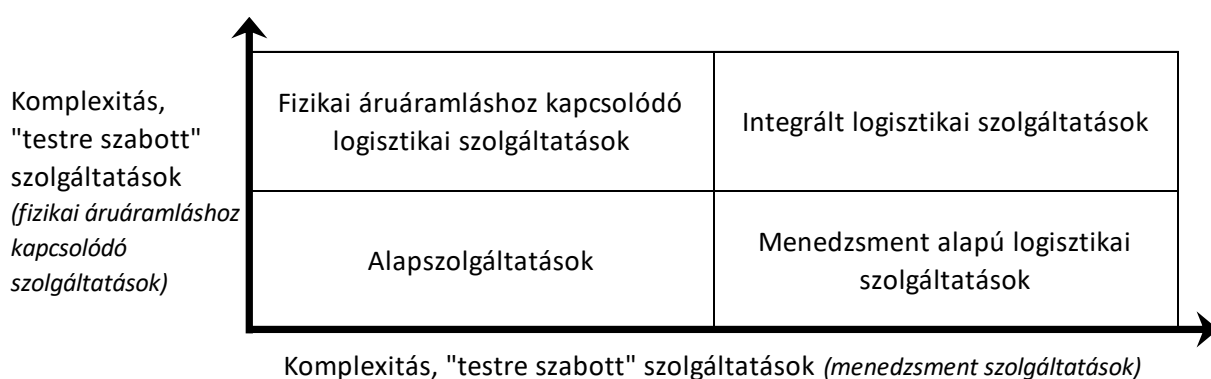 Komplexitás,
"testre szabott"
szolgáltatások
(fizikai áruáramláshoz
kapcsolódó
szolgáltatások)
Fizikai áruáramláshoz kapcsolódó
logisztikai szolgáltatások
Integrált logisztikai szolgáltatások
Alapszolgáltatások
Menedzsment alapú logisztikai
szolgáltatások
Komplexitás, "testre szabott" szolgáltatások (menedzsment szolgáltatások)